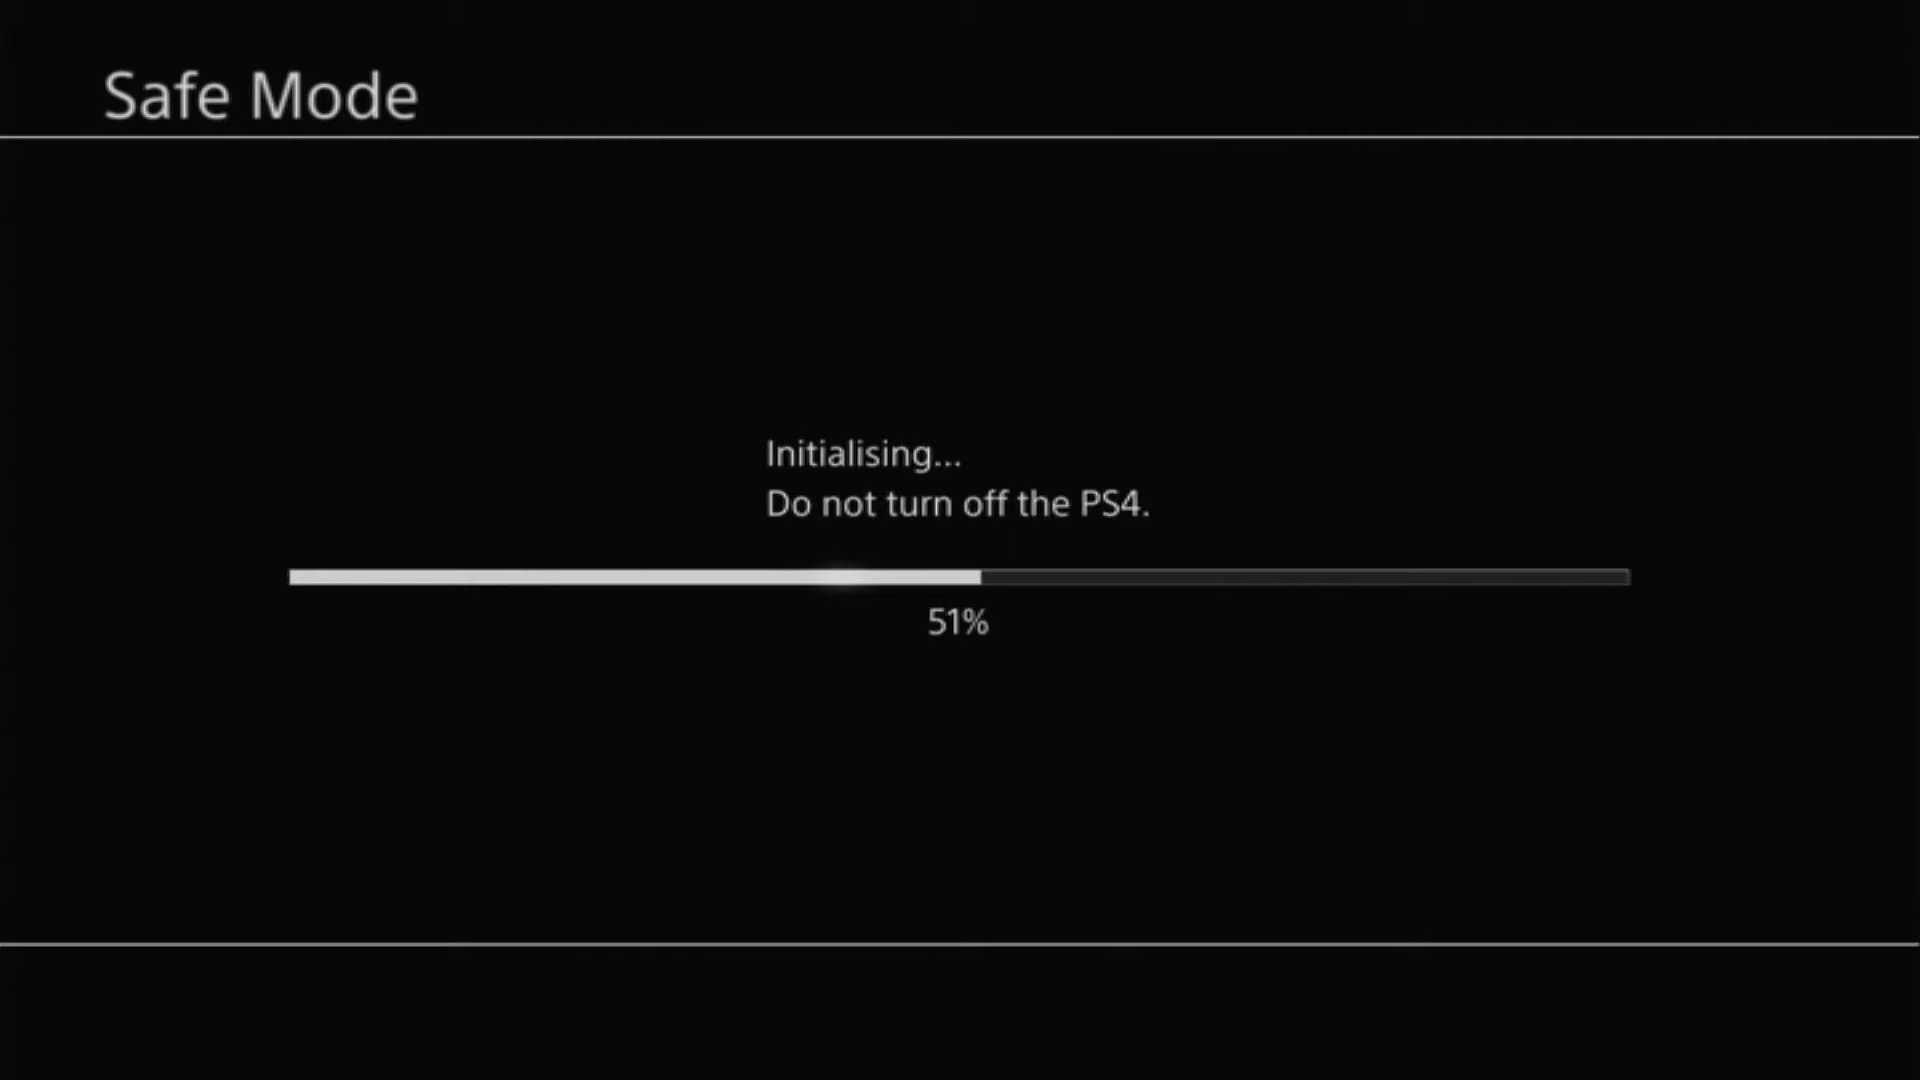 Safe Mode
Initialising...
Do not turn off the PS4.
51%